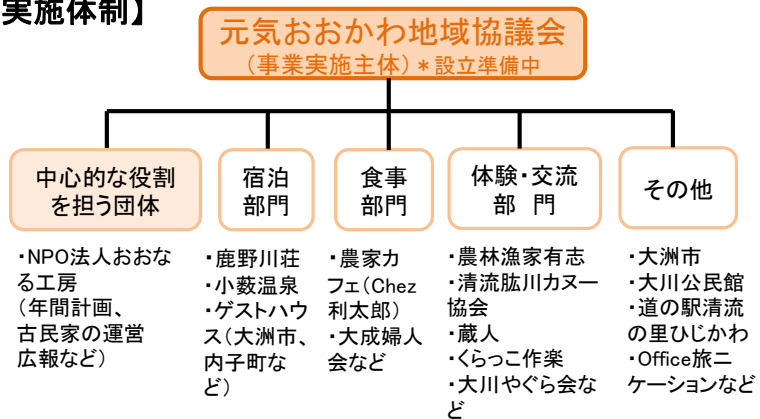 実施体制】
元気おおかわ地域協議会
（事業実施主体）＊設立準備中
中心的な役割
を担う団体
宿泊
部門
食事
部門
体験・交流
部　門
その他
・NPO法人おおな
る工房
（年間計画、
古民家の運営
広報など）
・鹿野川荘
・小薮温泉
・ゲストハウ
ス（大洲市、
内子町な
ど）
・農家カ
フェ（Chez
利太郎）
・大成婦人
会など
・農林漁家有志
・清流肱川カヌー
協会
・蔵人
・くらっこ作楽
・大川やぐら会な
ど
・大洲市
・大川公民館
・道の駅清流
の里ひじかわ
・Office旅ニ
ケーションなど